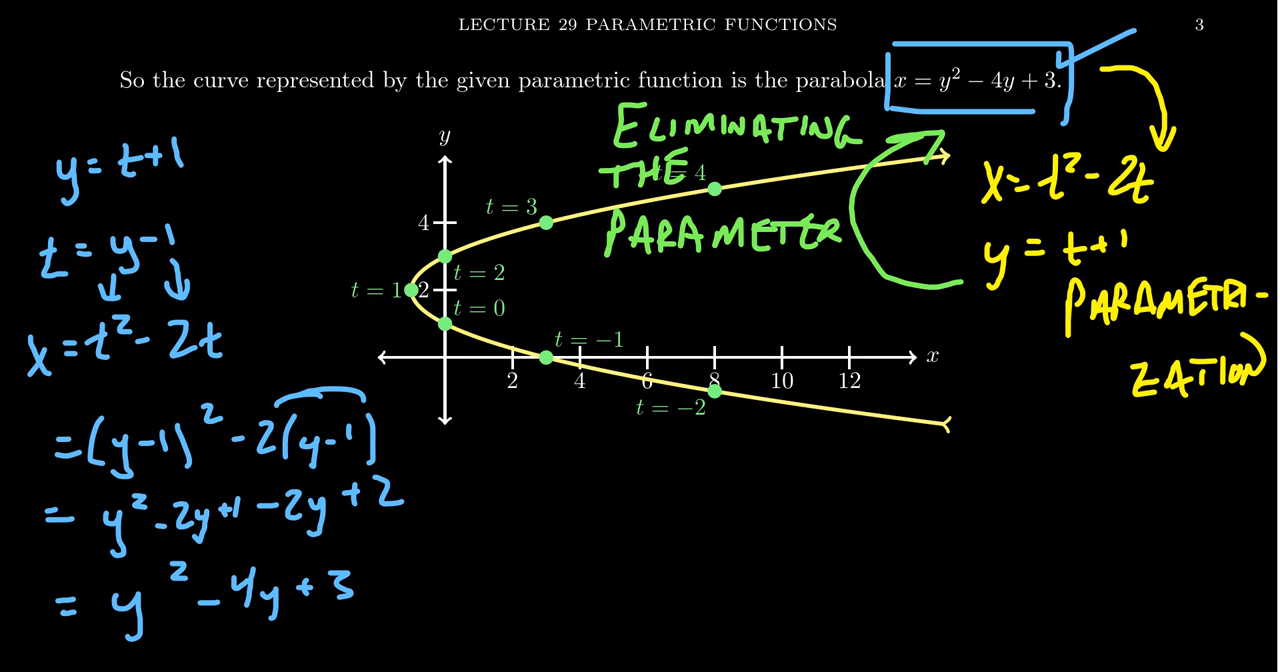 LECTURE 29 PARAMETRIC FUNCTIONS 3
So the curve represented by the given parametric function is the parabola x = y² − 4y + 3.
y = t+1
t = y-1
x = t² - 2t
= (y-1)² - 2(y-1)
= y² - 2y+1 - 2y + 2
= y² - 4y + 3
ELIMINATING
THE
PARAMETER
x = t² - 2t
y = t+1
PARAMETRI-
ZATION
y
t = 4
t = 3
4
t = 2
t = 1
2
t = 0
t = −1
x
2 4 6 8 10 12
t = −2